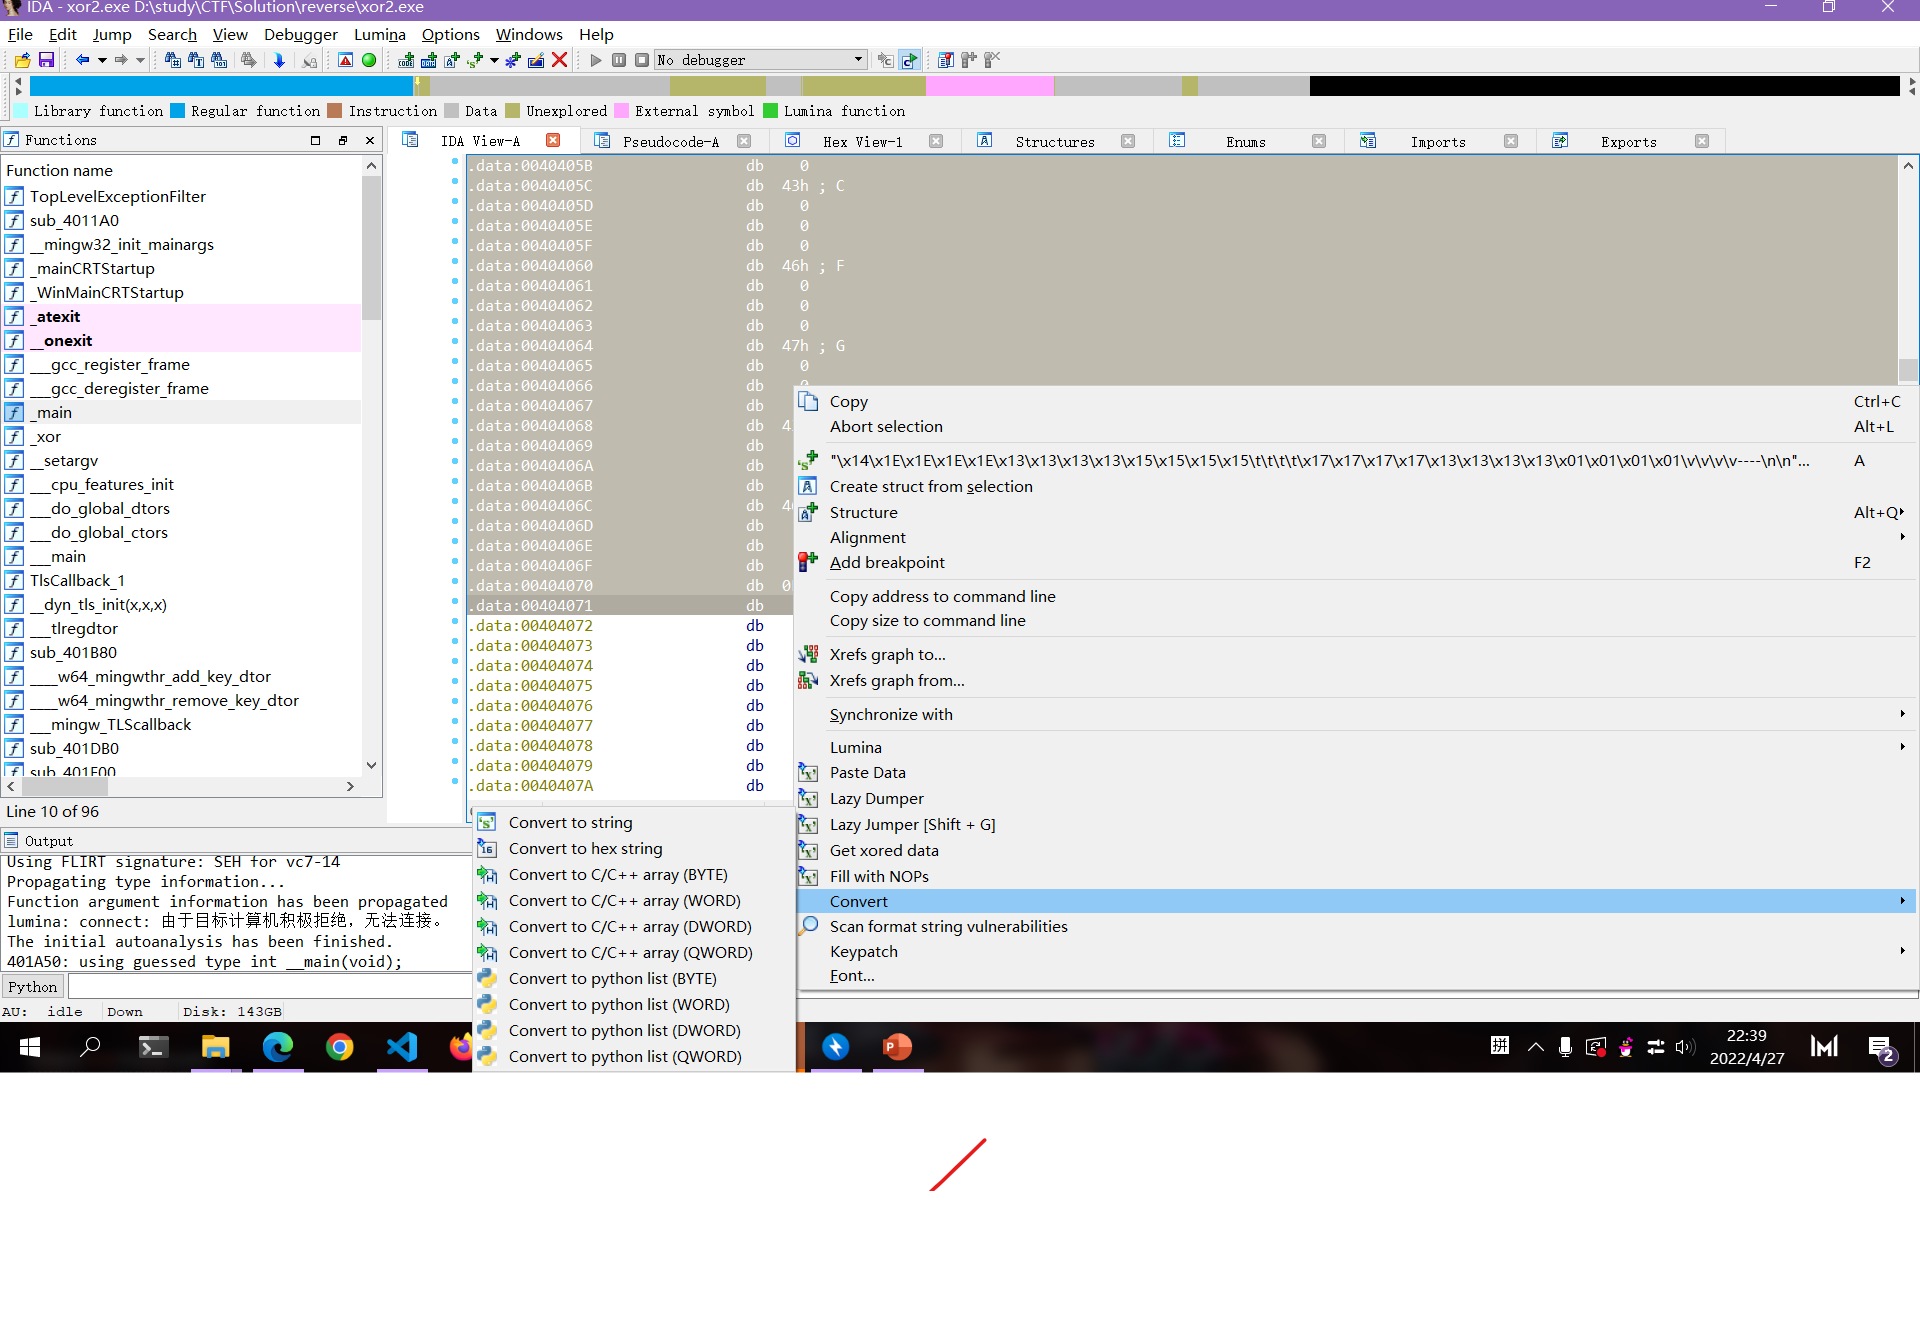 IDA - xor2.exe D:\study\CTF\Solution\reverse\xor2.exe
File Edit Jump Search View Debugger Lumina Options Windows Help
No debugger
Library function Regular function Instruction Data Unexplored External symbol Lumina function
Functions
IDA View-A Pseudocode-A Hex View-1 Structures Enums Imports Exports
Function name
TopLevelExceptionFilter
sub_4011A0
__mingw32_init_mainargs
_mainCRTStartup
_WinMainCRTStartup
_atexit
__onexit
___gcc_register_frame
___gcc_deregister_frame
_main
_xor
__setargv
___cpu_features_init
___do_global_dtors
___do_global_ctors
___main
TlsCallback_1
__dyn_tls_init(x,x,x)
___tlregdtor
sub_401B80
____w64_mingwthr_add_key_dtor
____w64_mingwthr_remove_key_dtor
___mingw_TLScallback
sub_401DB0
sub_401E00
Line 10 of 96
.data:0040405B db 0
.data:0040405C db 43h ; C
.data:0040405D db 0
.data:0040405E db 0
.data:0040405F db 0
.data:00404060 db 46h ; F
.data:00404061 db 0
.data:00404062 db 0
.data:00404063 db 0
.data:00404064 db 47h ; G
.data:00404065 db 0
.data:00404066 db 0
.data:00404067 db
.data:00404068 db 4
.data:00404069 db
.data:0040406A db
.data:0040406B db
.data:0040406C db 4
.data:0040406D db
.data:0040406E db
.data:0040406F db
.data:00404070 db 0
.data:00404071 db
.data:00404072 db
.data:00404073 db
.data:00404074 db
.data:00404075 db
.data:00404076 db
.data:00404077 db
.data:00404078 db
.data:00404079 db
.data:0040407A db
Copy Ctrl+C
Abort selection Alt+L
"\x14\x1E\x1E\x1E\x1E\x13\x13\x13\x13\x15\x15\x15\x15\t\t\t\t\x17\x17\x17\x17\x13\x13\x13\x13\x01\x01\x01\x01\v\v\v\v----\n\n"... A
Create struct from selection
Structure Alt+Q
Alignment
Add breakpoint F2
Copy address to command line
Copy size to command line
Xrefs graph to...
Xrefs graph from...
Synchronize with
Lumina
Paste Data
Lazy Dumper
Lazy Jumper [Shift + G]
Get xored data
Fill with NOPs
Convert
Scan format string vulnerabilities
Keypatch
Font...
Convert to string
Convert to hex string
Convert to C/C++ array (BYTE)
Convert to C/C++ array (WORD)
Convert to C/C++ array (DWORD)
Convert to C/C++ array (QWORD)
Convert to python list (BYTE)
Convert to python list (WORD)
Convert to python list (DWORD)
Convert to python list (QWORD)
Output
Using FLIRT signature: SEH for vc7-14
Propagating type information...
Function argument information has been propagated
lumina: connect: 由于目标计算机积极拒绝，无法连接。
The initial autoanalysis has been finished.
401A50: using guessed type int __main(void);
Python
AU: idle Down Disk: 143GB
拼
22:39
2022/4/27
2